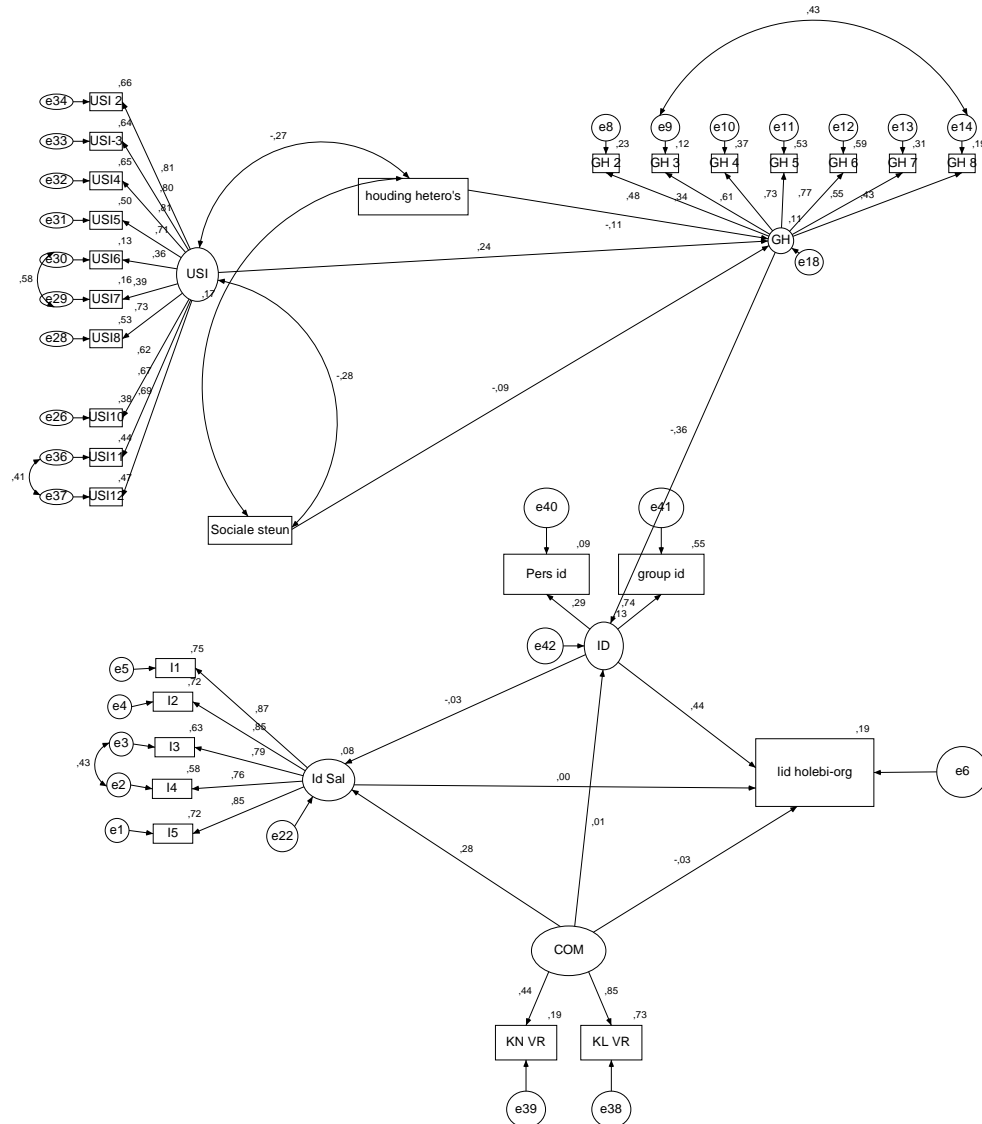 ,43
,66
e34
USI 2
,64
e33
USI-3
,65
e32
USI4
,50
e31
USI5
,13
e30
USI6
,58
,16
e29
USI7
,53
e28
USI8
,38
e26
USI10
,44
e36
USI11
,41
,47
e37
USI12
,81
,80
,81
,71
,36
,39
,73
,62
,67
,69
USI
,17
-,27
houding hetero's
-,28
Sociale steun
,24
-,11
-,09
e8
e9
e10
e11
e12
e13
e14
,23
,12
,37
,53
,59
,31
,19
GH 2
GH 3
GH 4
GH 5
GH 6
GH 7
GH 8
,48
,34
,61
,73
,77
,55
,43
,11
GH
e18
-,36
e40
e41
,09
,55
Pers id
group id
,29
,74
,13
e42
ID
,75
e5
I1
,72
e4
I2
,63
e3
I3
,43
,58
e2
I4
,72
e1
I5
,87
,85
,79
,76
,85
,08
Id Sal
e22
-,03
,44
,00
,01
,28
-,03
,19
lid holebi-org
e6
COM
,44
,85
,19
,73
KN VR
KL VR
e39
e38